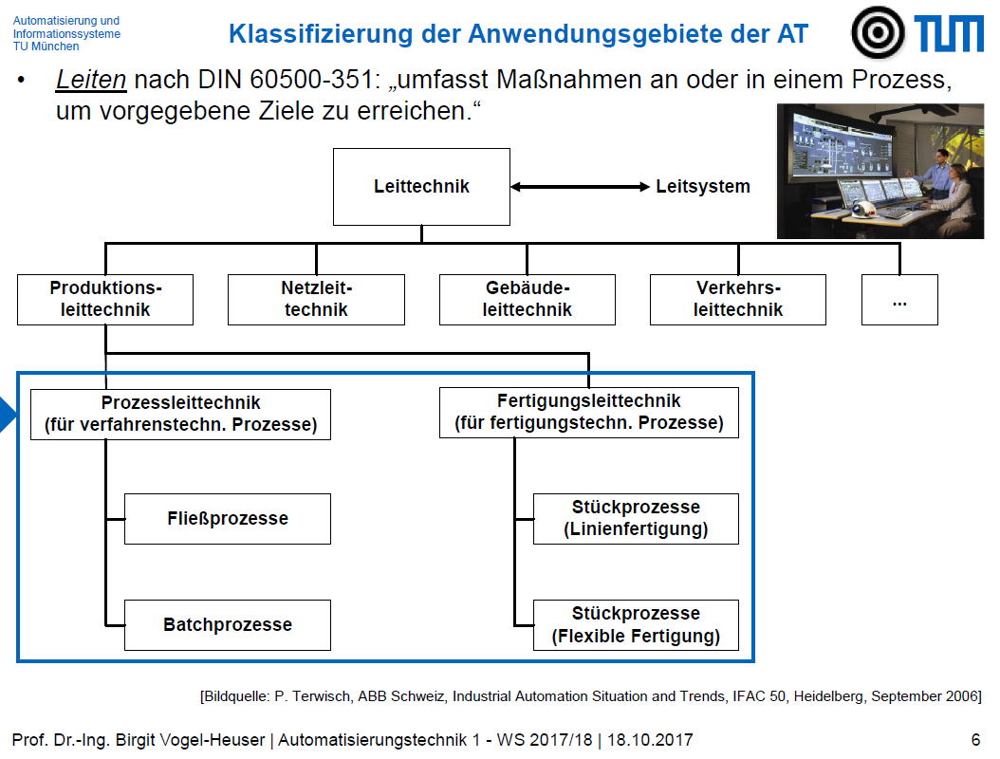 Automatisierung und
Informationssysteme
TU München
Klassifizierung der Anwendungsgebiete der AT
TUM
• Leiten nach DIN 60500-351: „umfasst Maßnahmen an oder in einem Prozess,
um vorgegebene Ziele zu erreichen.“
Leittechnik
Leitsystem
Produktions-
leittechnik
Netzleit-
technik
Gebäude-
leittechnik
Verkehrs-
leittechnik
...
Prozessleittechnik
(für verfahrenstechn. Prozesse)
Fertigungsleittechnik
(für fertigungstechn. Prozesse)
Fließprozesse
Stückprozesse
(Linienfertigung)
Batchprozesse
Stückprozesse
(Flexible Fertigung)
[Bildquelle: P. Terwisch, ABB Schweiz, Industrial Automation Situation and Trends, IFAC 50, Heidelberg, September 2006]
Prof. Dr.-Ing. Birgit Vogel-Heuser | Automatisierungstechnik 1 - WS 2017/18 | 18.10.2017
6